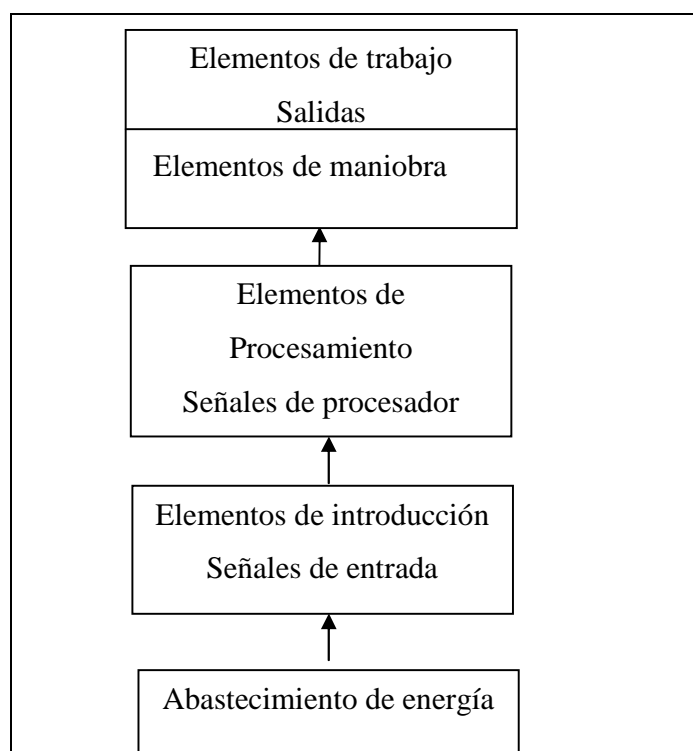 Elementos de trabajo
Salidas
Elementos de maniobra
Elementos de
Procesamiento
Señales de procesador
Elementos de introducción
Señales de entrada
Abastecimiento de energía